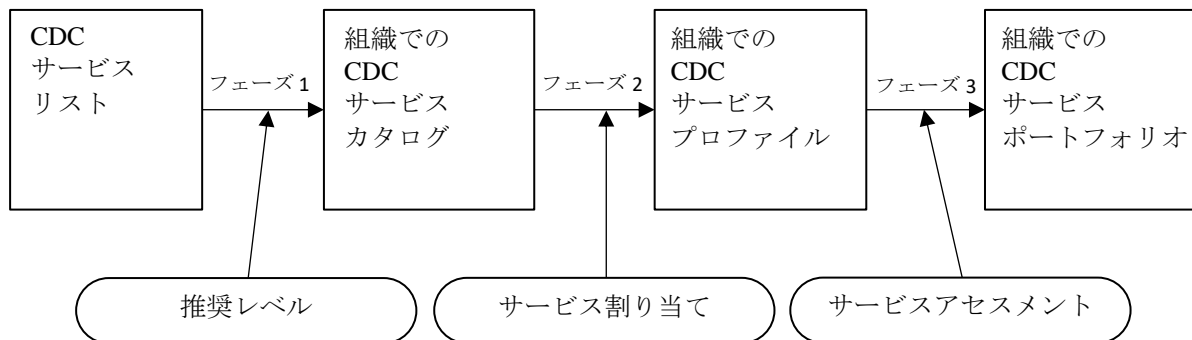 CDC
サービス
リスト
フェーズ 1
組織での
CDC
サービス
カタログ
フェーズ 2
組織での
CDC
サービス
プロファイル
フェーズ 3
組織での
CDC
サービス
ポートフォリオ
推奨レベル
サービス割り当て
サービスアセスメント